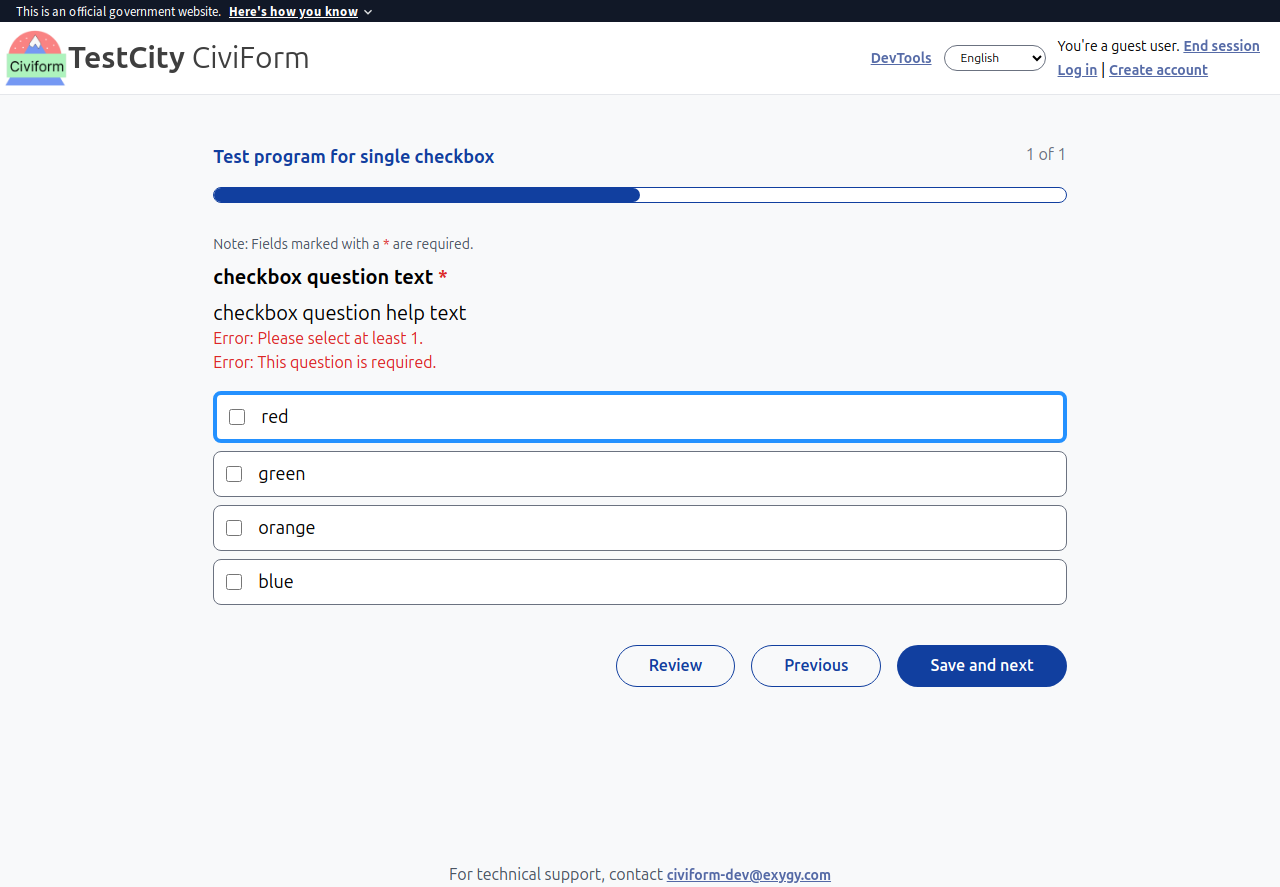 This is an official government website. Here's how you know
Civiform
TestCity CiviForm
DevTools
English
You're a guest user. End session
Log in | Create account
Test program for single checkbox
1 of 1
Note: Fields marked with a * are required.
checkbox question text *
checkbox question help text
Error: Please select at least 1.
Error: This question is required.
red
green
orange
blue
Review
Previous
Save and next
For technical support, contact civiform-dev@exygy.com